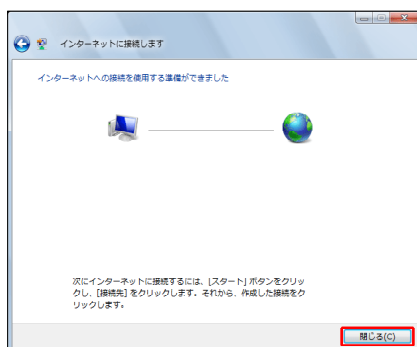 インターネットに接続します
インターネットへの接続を使用する準備ができました
次にインターネットに接続するには、[スタート] ボタンをクリッ
クし、[接続先] をクリックします。それから、作成した接続をク
リックします。
閉じる(C)